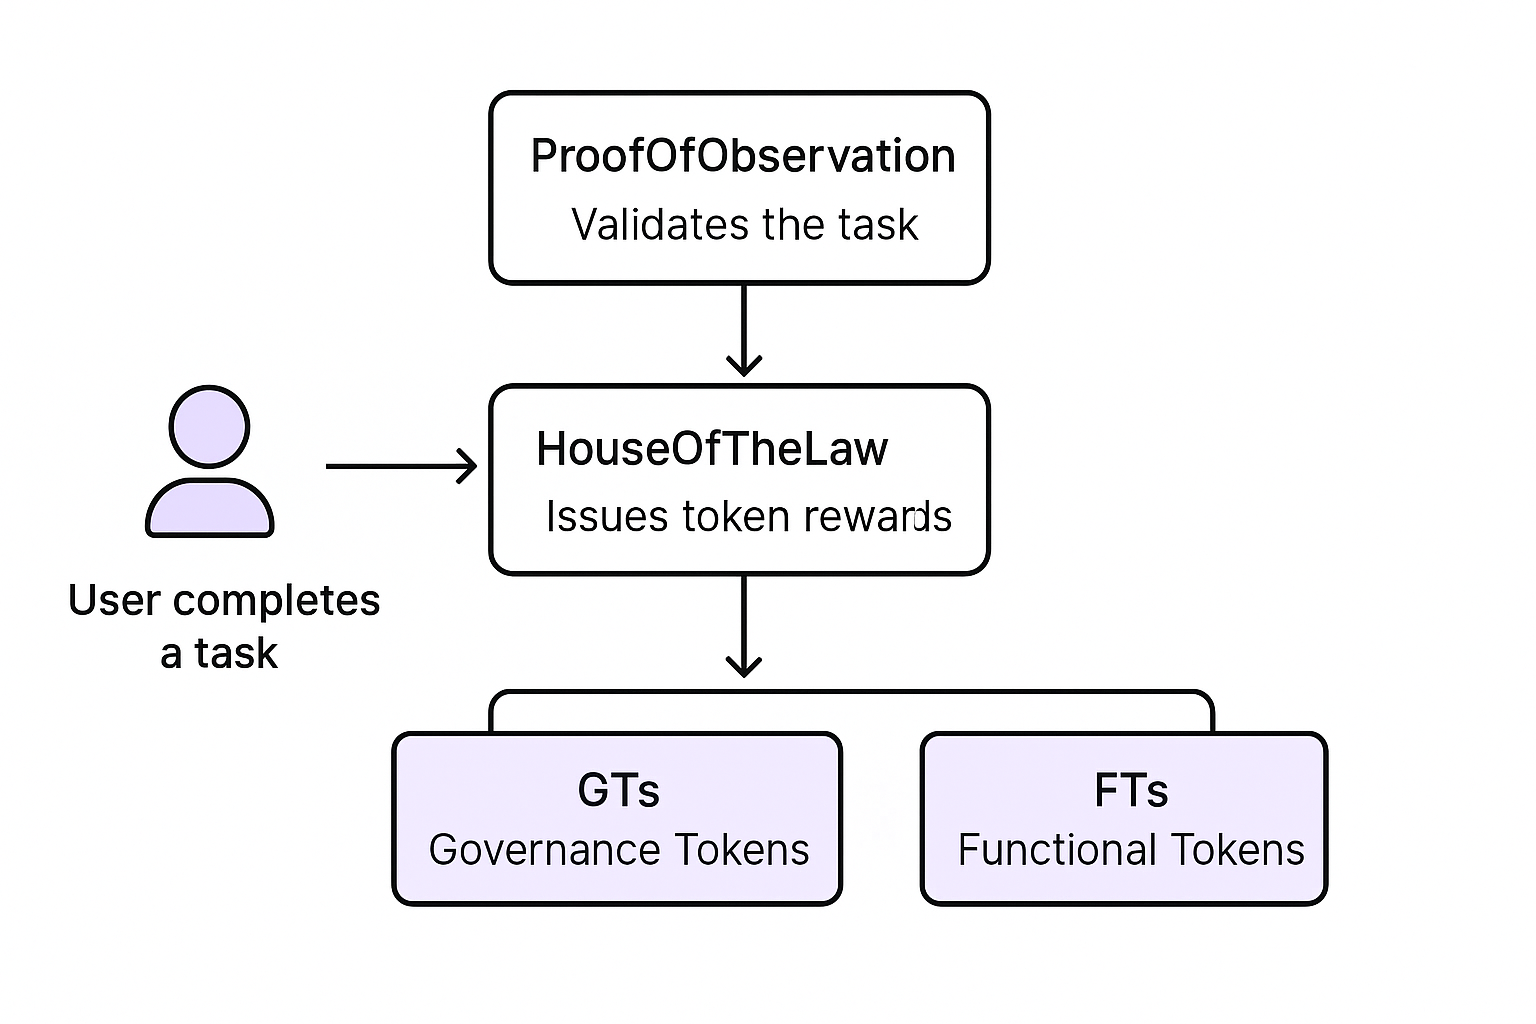 ProofOfObservation
Validates the task
HouseOfTheLaw
Issues token rewards
User completes
a task
GTs
Governance Tokens
FTs
Functional Tokens